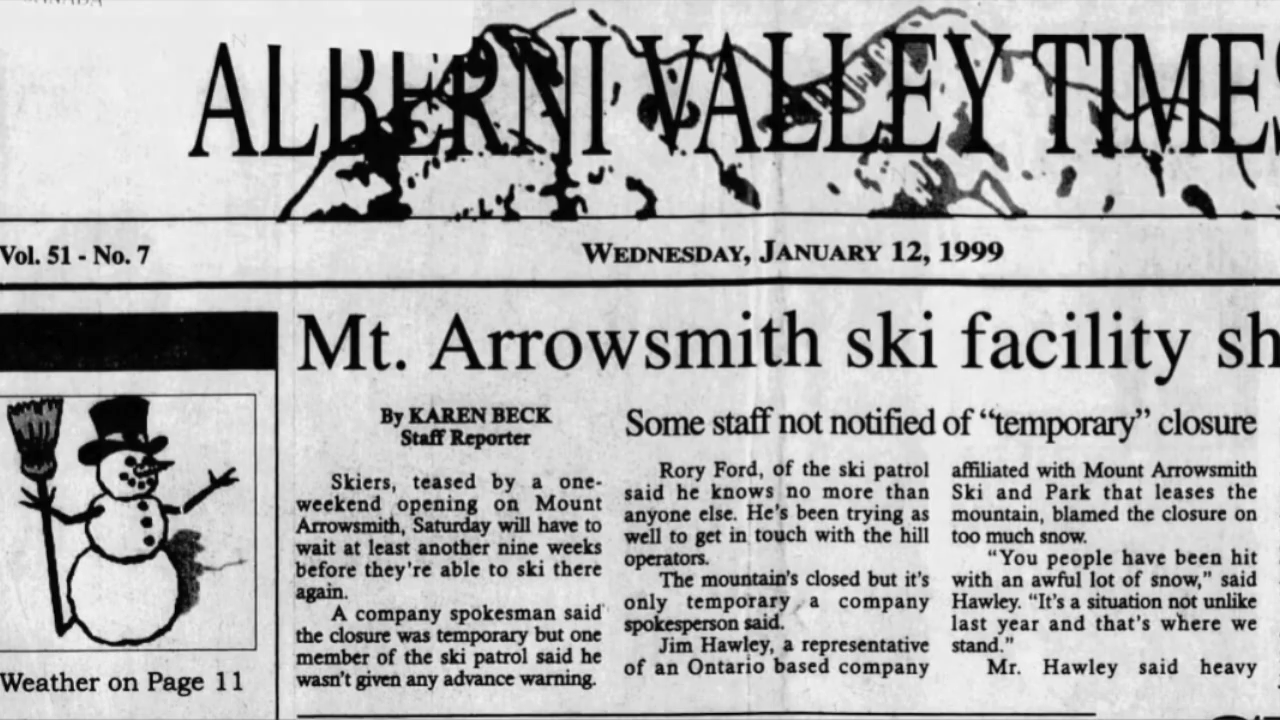 CANADA
ALBERNI VALLEY TIMES
Vol. 51 - No. 7
WEDNESDAY, JANUARY 12, 1999
Mt. Arrowsmith ski facility sh
By KAREN BECK
Staff Reporter
Skiers, teased by a one-
weekend opening on Mount
Arrowsmith, Saturday will have to
wait at least another nine weeks
before they're able to ski there
again.
A company spokesman said
the closure was temporary but one
member of the ski patrol said he
wasn't given any advance warning.
Some staff not notified of “temporary” closure
Rory Ford, of the ski patrol
said he knows no more than
anyone else. He's been trying as
well to get in touch with the hill
operators.
The mountain's closed but it's
only temporary a company
spokesperson said.
Jim Hawley, a representative
of an Ontario based company
affiliated with Mount Arrowsmith
Ski and Park that leases the
mountain, blamed the closure on
too much snow.
“You people have been hit
with an awful lot of snow,” said
Hawley. “It's a situation not unlike
last year and that's where we
stand.”
Mr. Hawley said heavy
Weather on Page 11